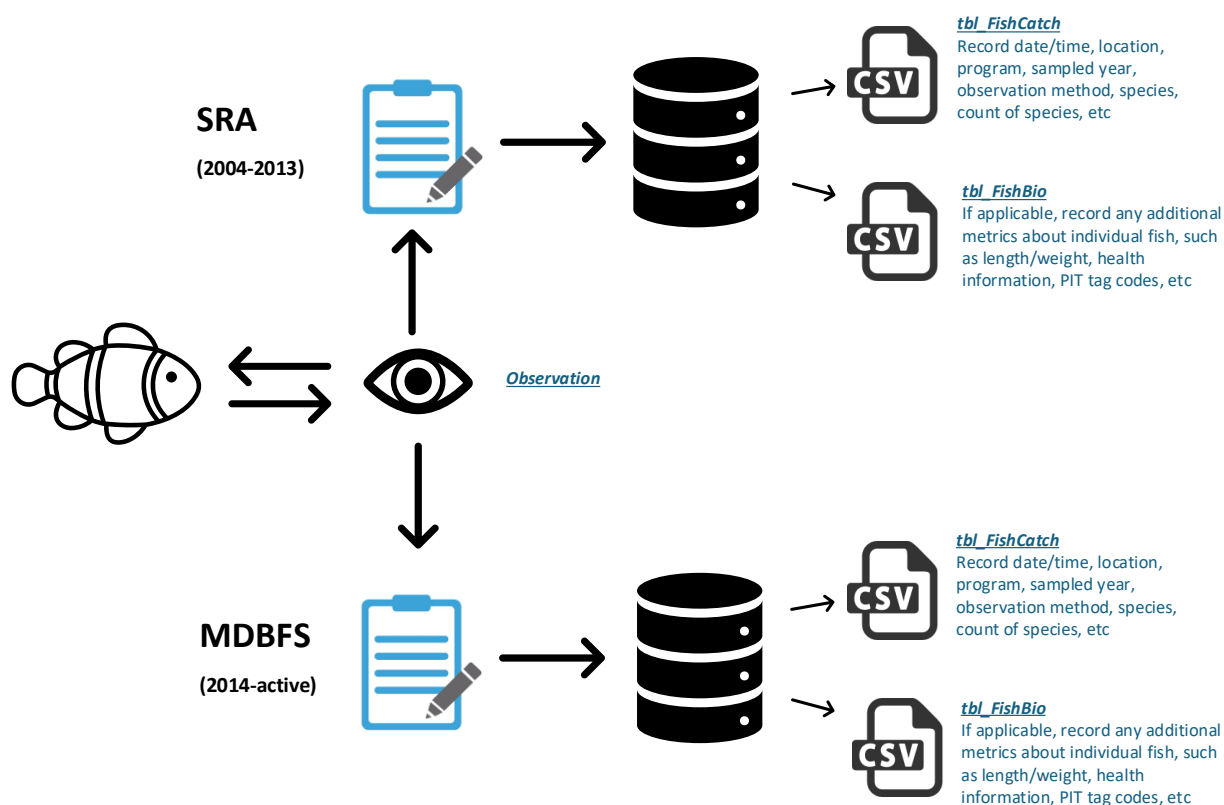 SRA
(2004-2013)
CSV
tbl_FishCatch
Record date/time, location,
program, sampled year,
observation method, species,
count of species, etc
CSV
tbl_FishBio
If applicable, record any additional
metrics about individual fish, such
as length/weight, health
information, PIT tag codes, etc
Observation
MDBFS
(2014-active)
CSV
tbl_FishCatch
Record date/time, location,
program, sampled year,
observation method, species,
count of species, etc
CSV
tbl_FishBio
If applicable, record any additional
metrics about individual fish, such
as length/weight, health
information, PIT tag codes, etc